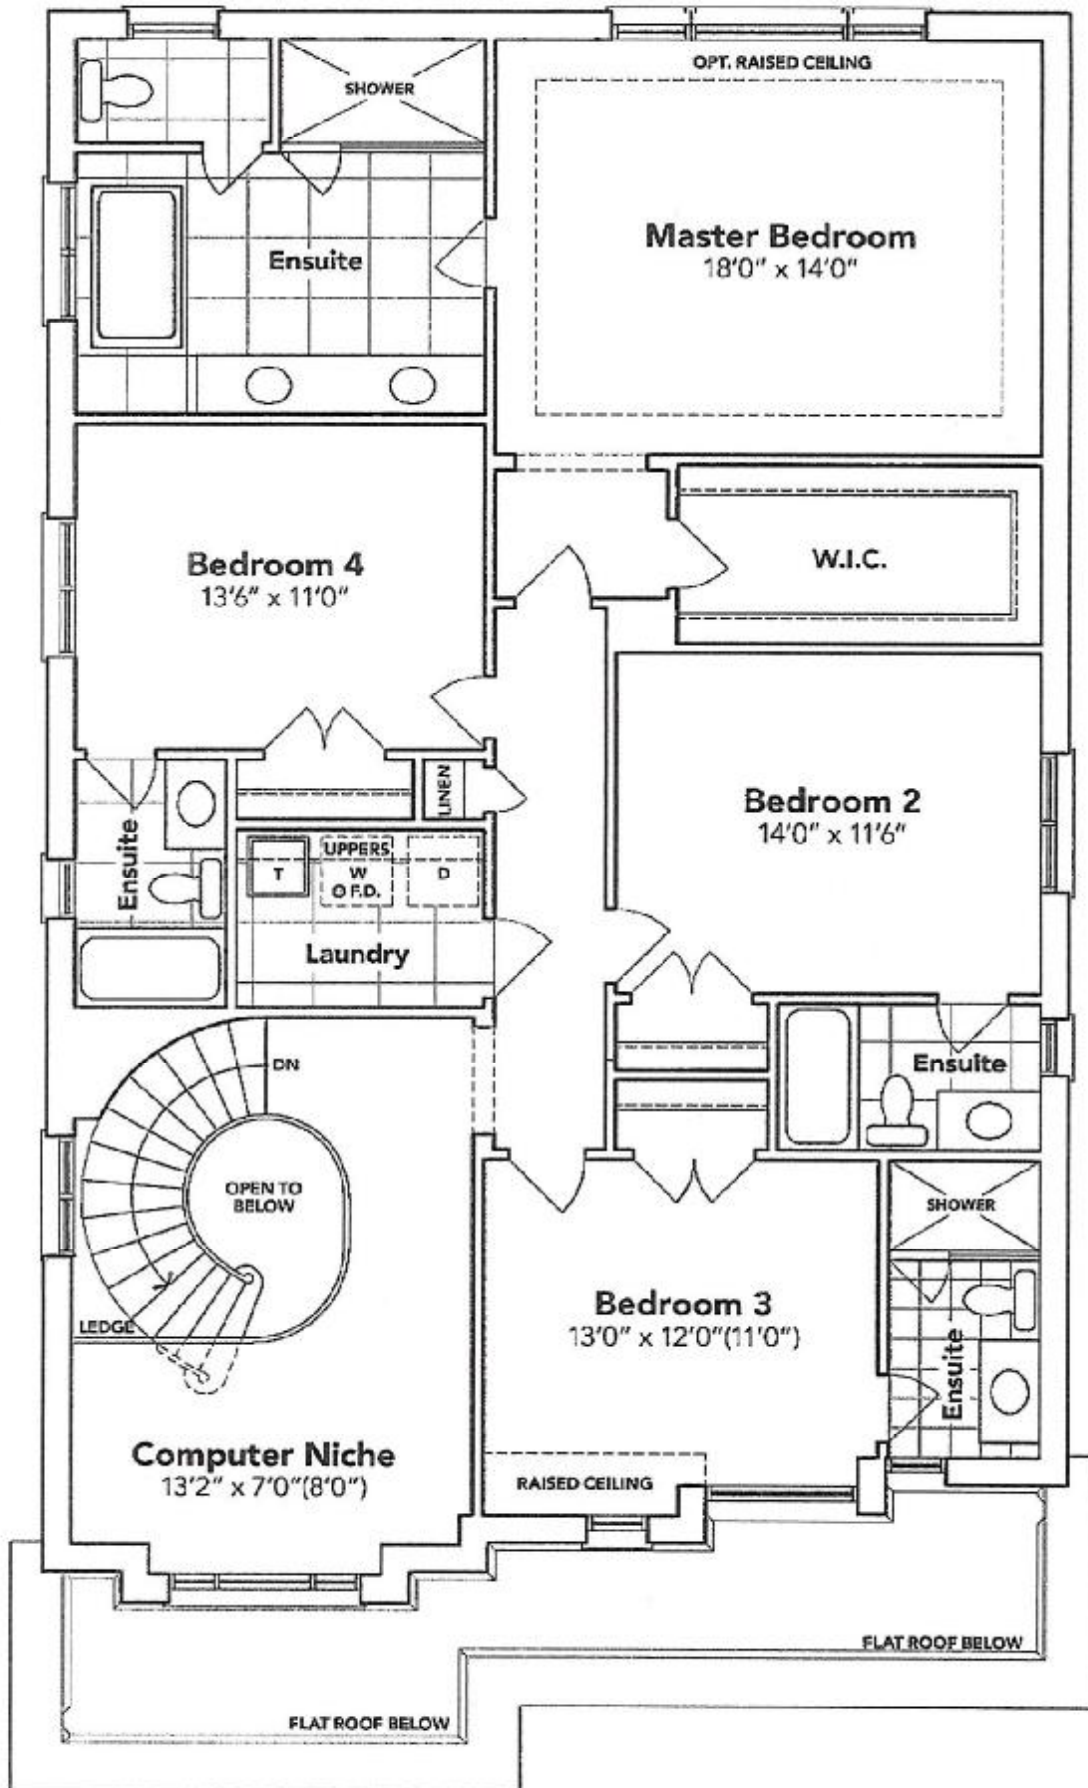 OPT. RAISED CEILING
SHOWER
Master Bedroom
18'0" x 14'0"
Ensuite
Bedroom 4
13'6" x 11'0"
W.I.C.
LINEN
Bedroom 2
14'0" x 11'6"
Ensuite
UPPERS
T
W
D
O F.D.
Laundry
DN
Ensuite
OPEN TO
BELOW
SHOWER
LEDGE
Bedroom 3
13'0" x 12'0"(11'0")
Ensuite
Computer Niche
13'2" x 7'0"(8'0")
RAISED CEILING
FLAT ROOF BELOW
FLAT ROOF BELOW